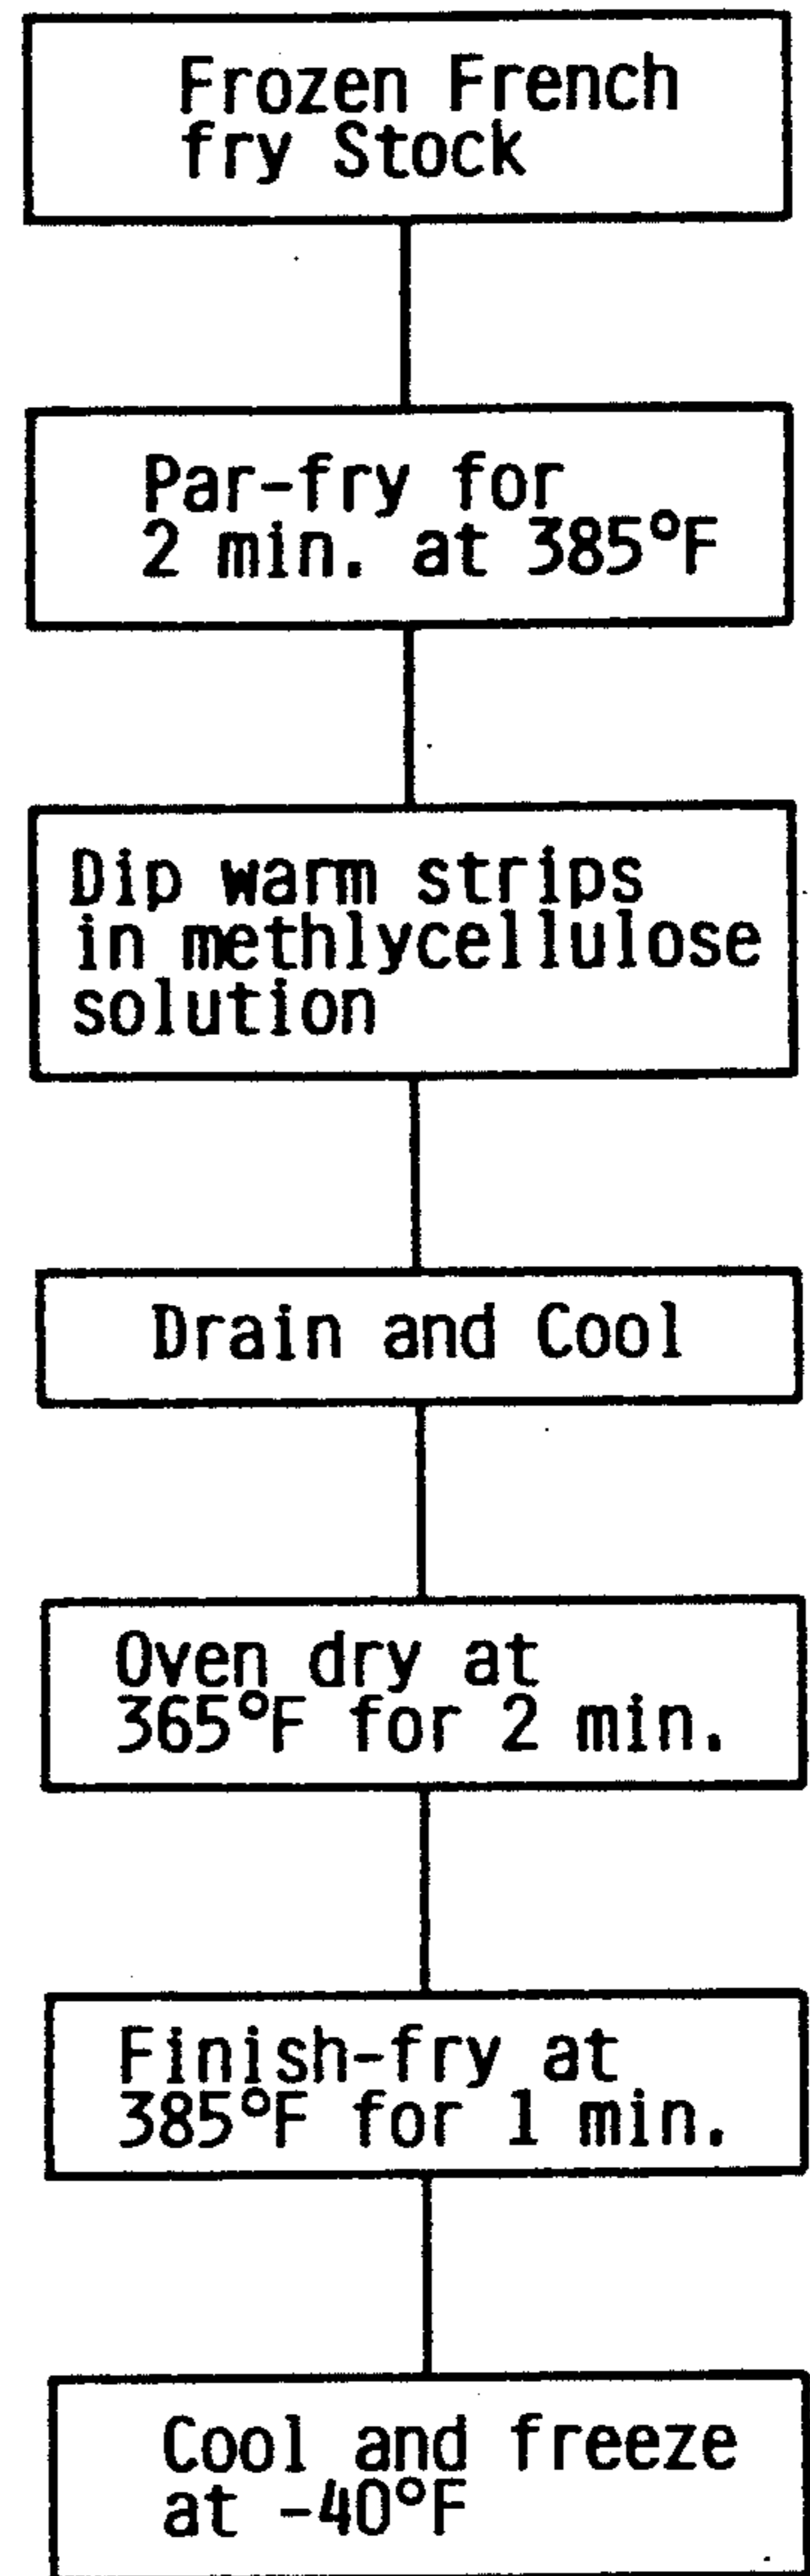 Frozen French
fry Stock
Par-fry for
2 min. at 385°F
Dip warm strips
in methlycellulose
solution
Drain and Cool
Oven dry at
365°F for 2 min.
Finish-fry at
385°F for 1 min.
Cool and freeze
at -40°F